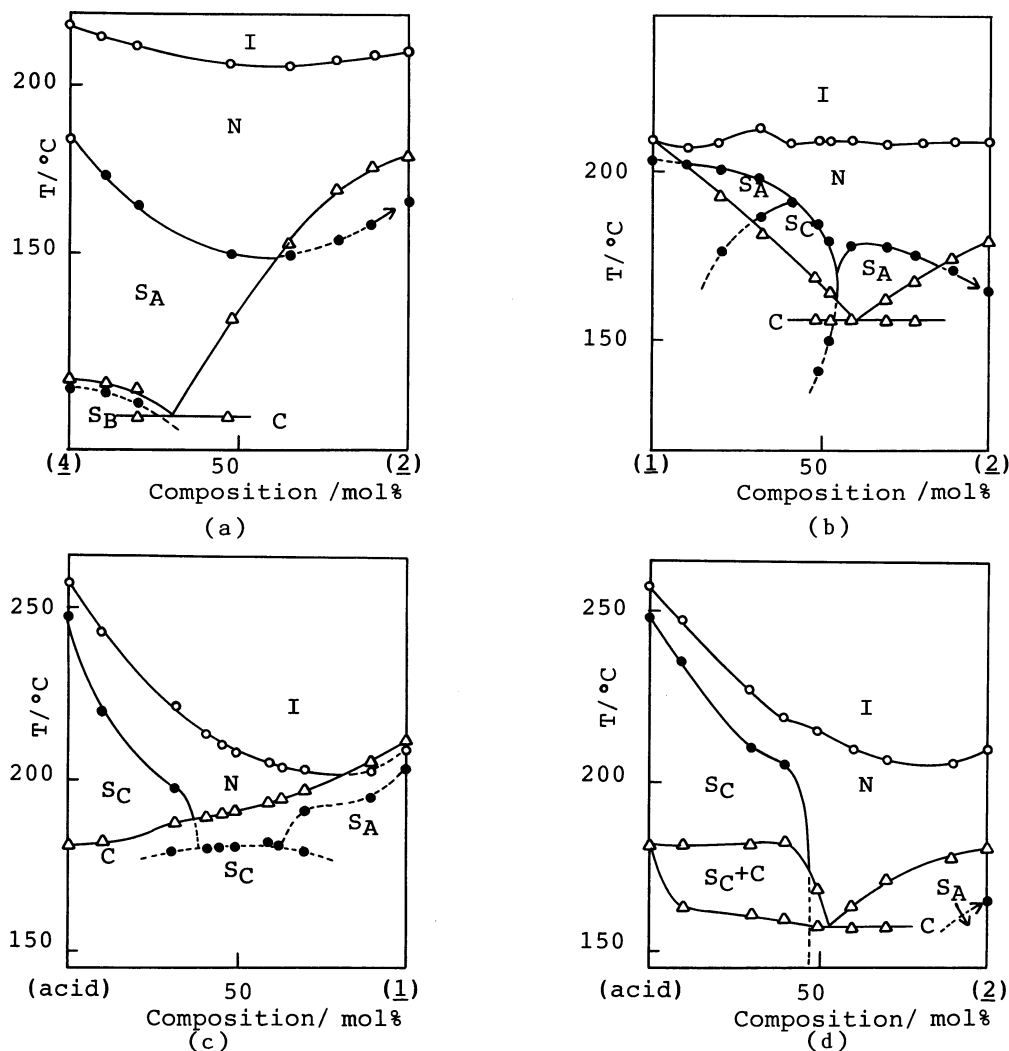 I
200
N
T/°C
150
SA
SB
C
(4) 50 (2)
Composition /mol%
(a)
I
200
SA N
SC
T/°C
SA
C
150
(1) 50 (2)
Composition /mol%
(b)
250
T/°C
I
200
N
SC
SA
C
SC
150
(acid) 50 (1)
Composition/ mol%
(c)
250
T/°C
I
200
SC N
SC+C
SA
C
150
(acid) 50 (2)
Composition/ mol%
(d)